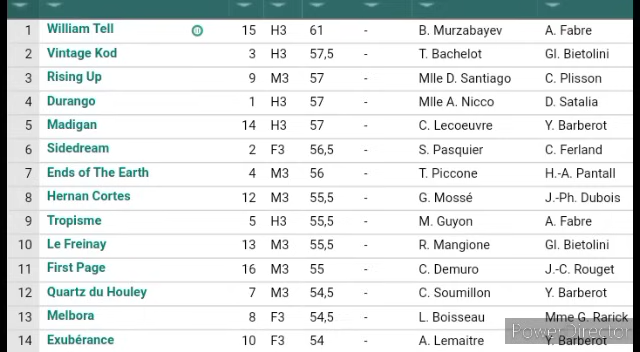 1 William Tell 15 H3 61 - B. Murzabayev A. Fabre
2 Vintage Kod 3 H3 57,5 - T. Bachelot Gl. Bietolini
3 Rising Up 9 M3 57 - Mlle D. Santiago C. Plisson
4 Durango 1 H3 57 - Mlle A. Nicco D. Satalia
5 Madigan 14 H3 57 - C. Lecoeuvre Y. Barberot
6 Sidedream 2 F3 56,5 - S. Pasquier C. Ferland
7 Ends of The Earth 4 M3 56 - T. Piccone H.-A. Pantall
8 Hernan Cortes 12 M3 55,5 - G. Mossé J.-Ph. Dubois
9 Tropisme 5 H3 55,5 - M. Guyon A. Fabre
10 Le Freinay 13 M3 55,5 - R. Mangione Gl. Bietolini
11 First Page 16 M3 55 - C. Demuro J.-C. Rouget
12 Quartz du Houley 7 M3 54,5 - C. Soumillon Y. Barberot
13 Melbora 8 F3 54,5 - L. Boisseau Mme G. Rarick
PowerDirector
14 Exubérance 10 F3 54 - A. Lemaitre Y. Barberot